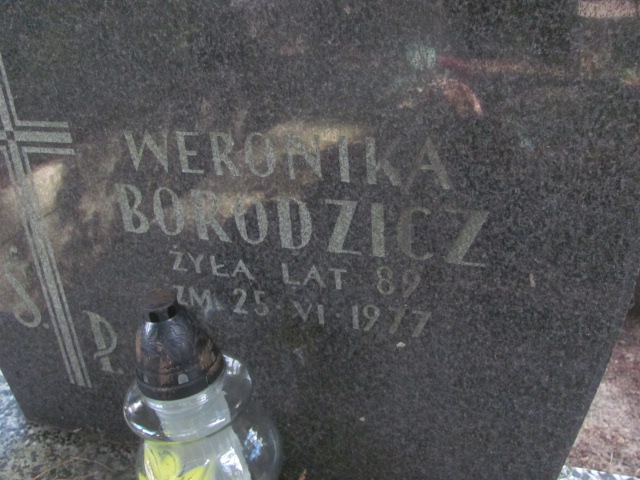 WERONIKA
BORODZICZ
ŻYŁA LAT 89
ZM. 25 · VI · 1977
Ś. P.